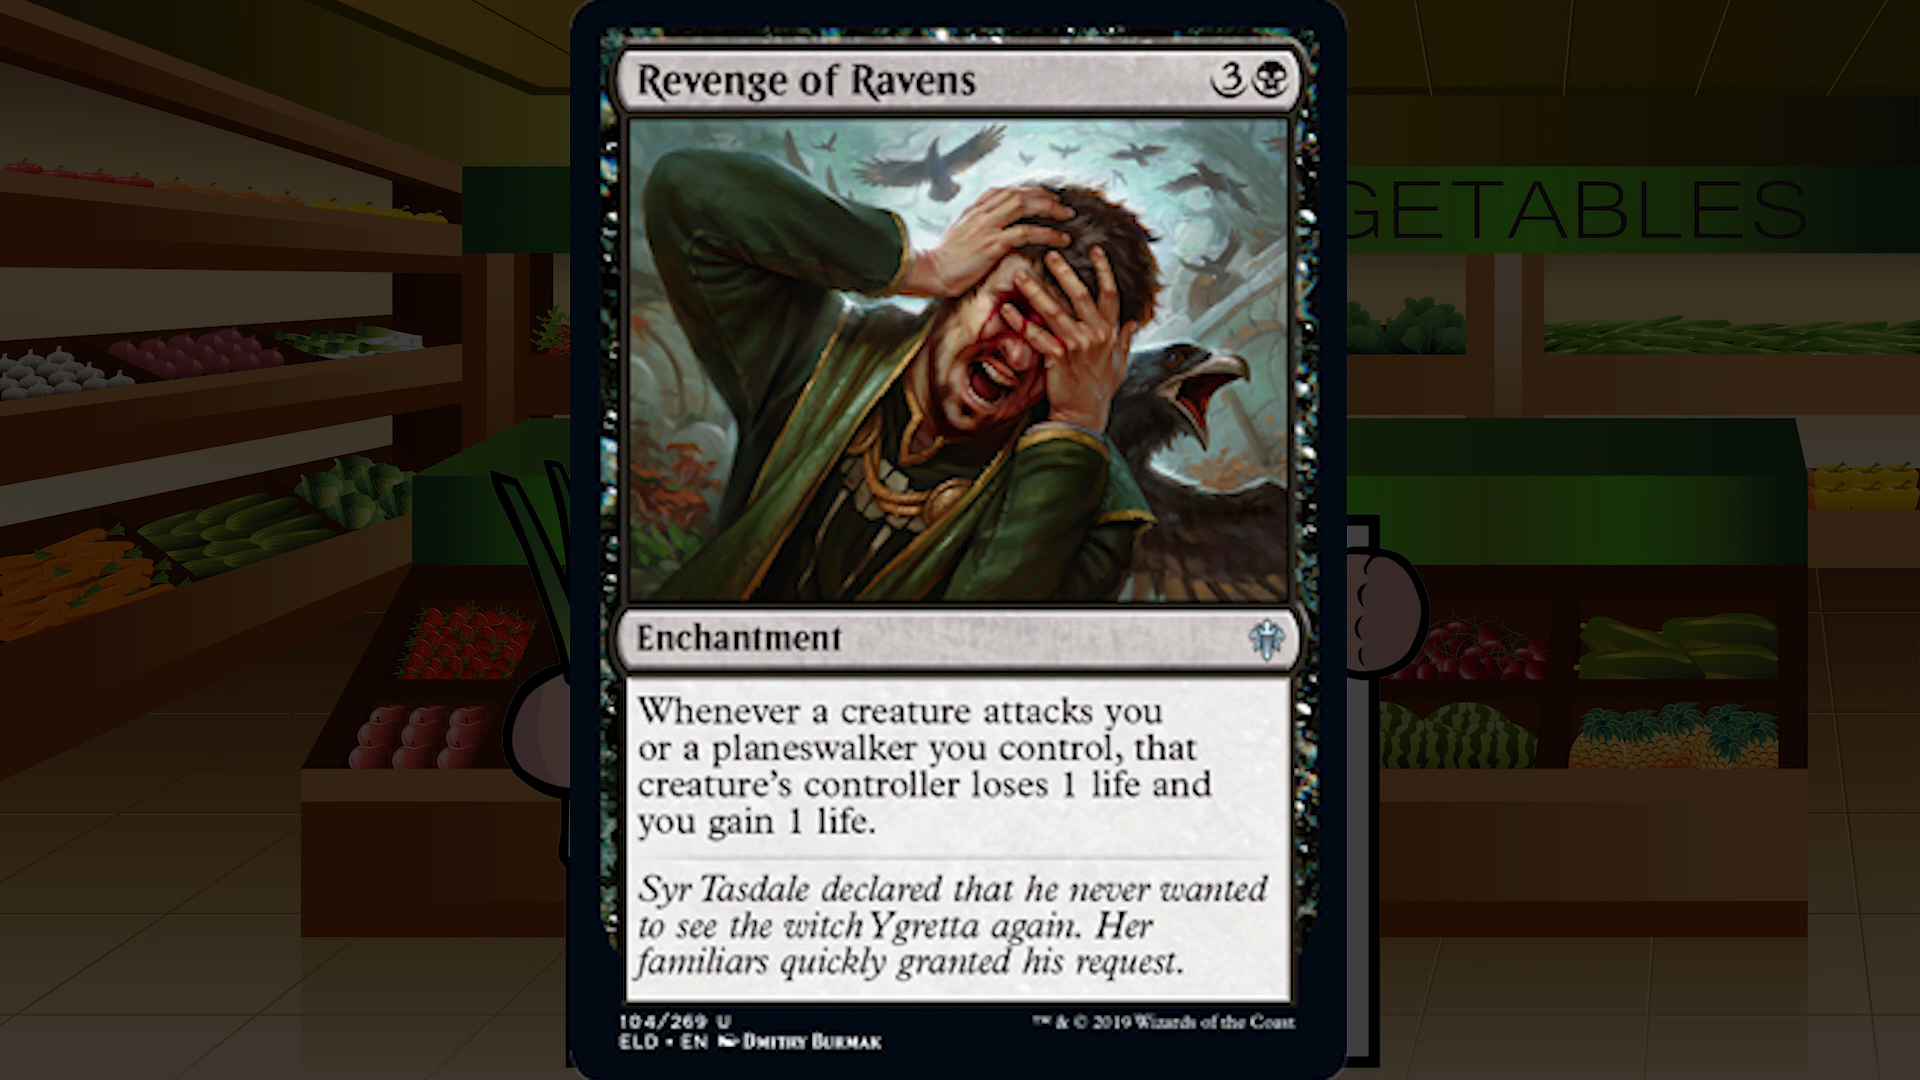 Revenge of Ravens 3
GETABLES
Enchantment
Whenever a creature attacks you
or a planeswalker you control, that
creature's controller loses 1 life and
you gain 1 life.
Syr Tasdale declared that he never wanted
to see the witch Ygretta again. Her
familiars quickly granted his request.
104/269 U
™ & © 2019 Wizards of the Coast
ELD • EN Dmitry Burmak